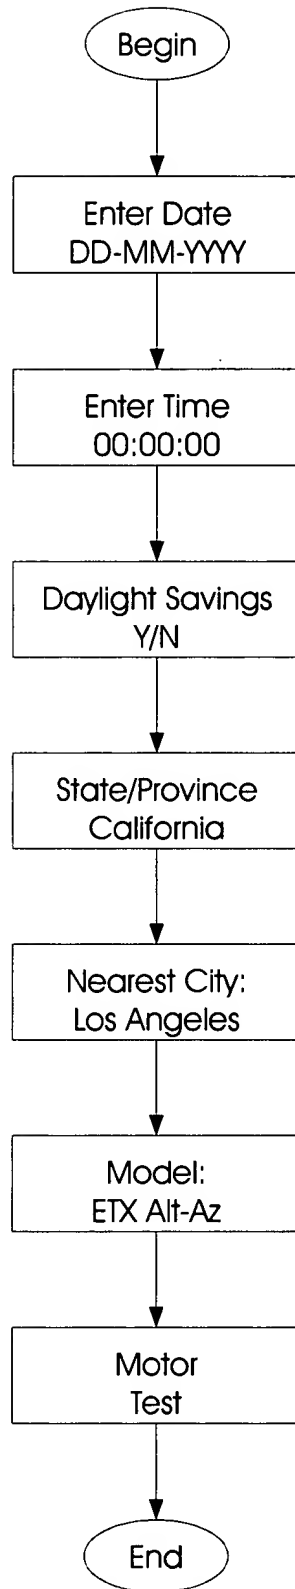 Begin
Enter Date
DD-MM-YYYY
Enter Time
00:00:00
Daylight Savings
Y/N
State/Province
California
Nearest City:
Los Angeles
Model:
ETX Alt-Az
Motor
Test
End